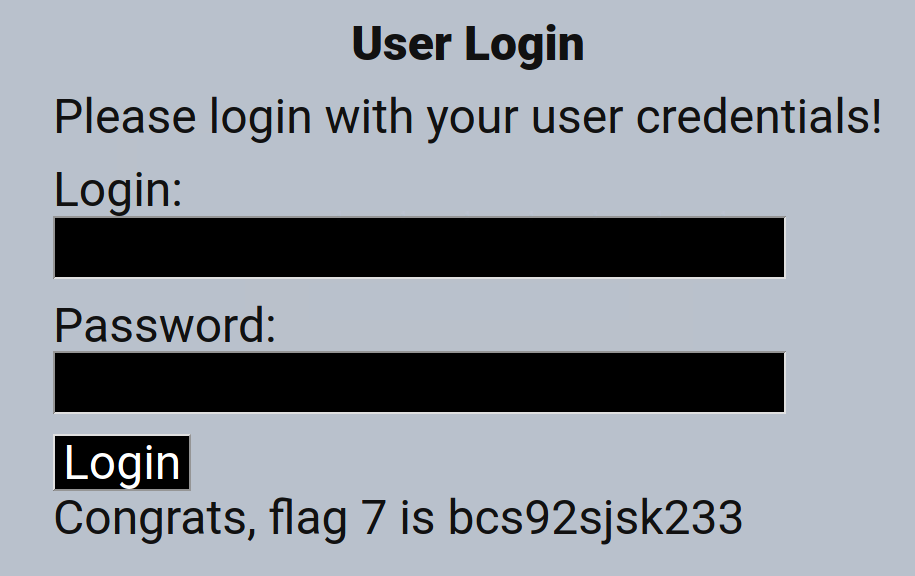 User Login
Please login with your user credentials!
Login:
Password:
Login
Congrats, flag 7 is bcs92sjsk233